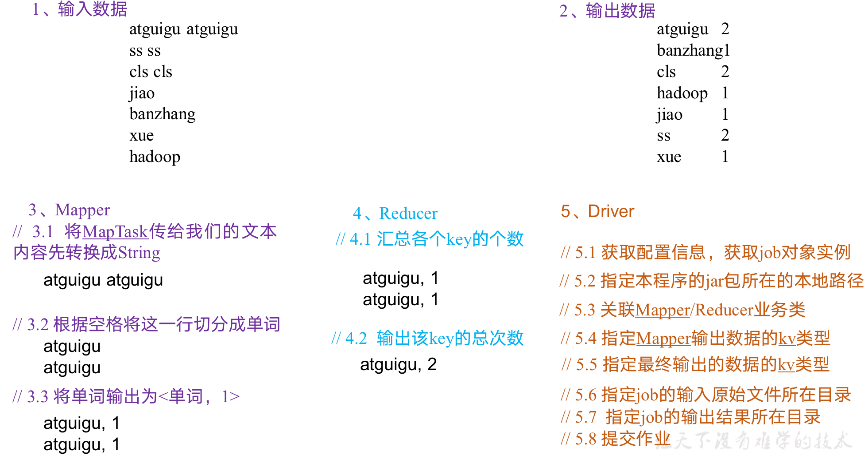 1、输入数据
atguigu atguigu
ss ss
cls cls
jiao
banzhang
xue
hadoop
2、输出数据
atguigu 2
banzhang1
cls 2
hadoop 1
jiao 1
ss 2
xue 1
3、Mapper
// 3.1 将MapTask传给我们的文本
内容先转换成String
atguigu atguigu
// 3.2 根据空格将这一行切分成单词
atguigu
atguigu
// 3.3 将单词输出为<单词，1>
atguigu, 1
atguigu, 1
4、Reducer
// 4.1 汇总各个key的个数
atguigu, 1
atguigu, 1
// 4.2 输出该key的总次数
atguigu, 2
5、Driver
// 5.1 获取配置信息，获取job对象实例
// 5.2 指定本程序的jar包所在的本地路径
// 5.3 关联Mapper/Reducer业务类
// 5.4 指定Mapper输出数据的kv类型
// 5.5 指定最终输出的数据的kv类型
// 5.6 指定job的输入原始文件所在目录
// 5.7 指定job的输出结果所在目录
// 5.8 提交作业
天下没有难学的技术